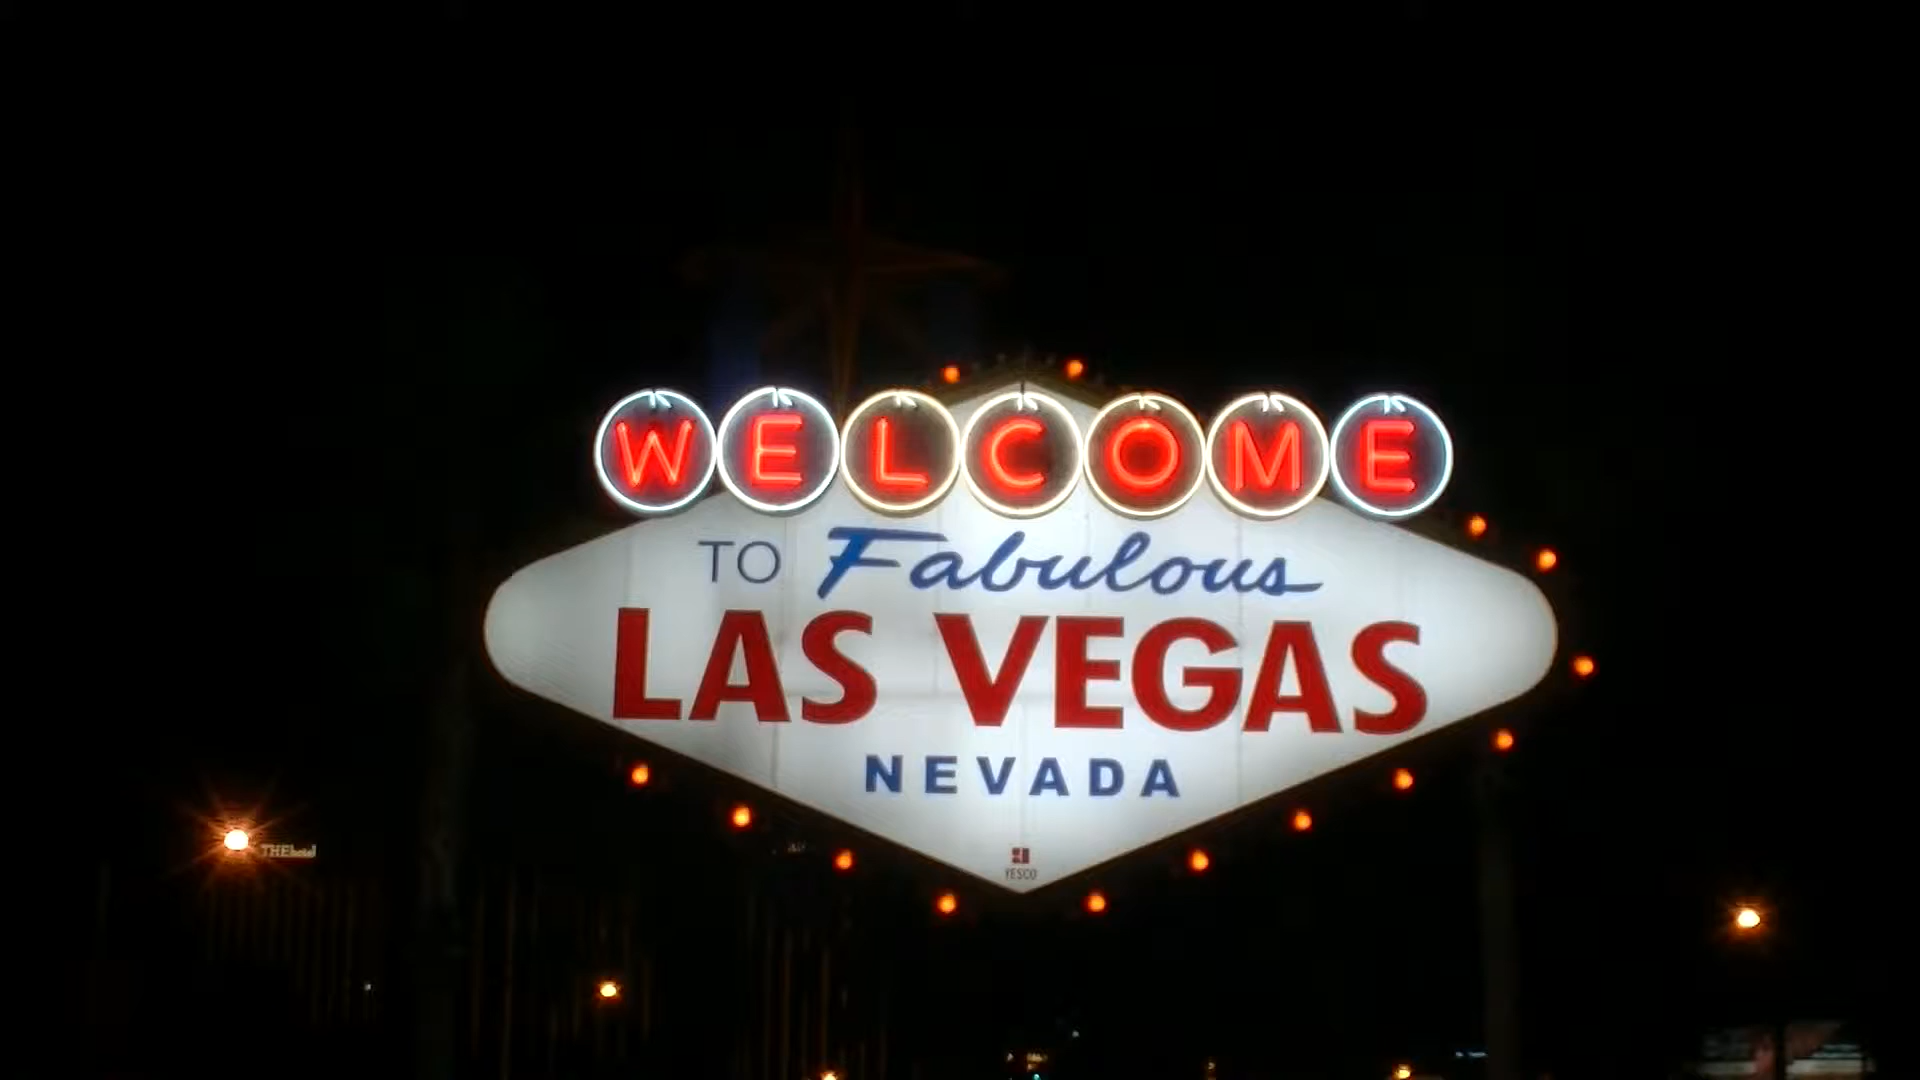 WELCOME
TO Fabulous
LAS VEGAS
NEVADA
YESCO
THEhotel